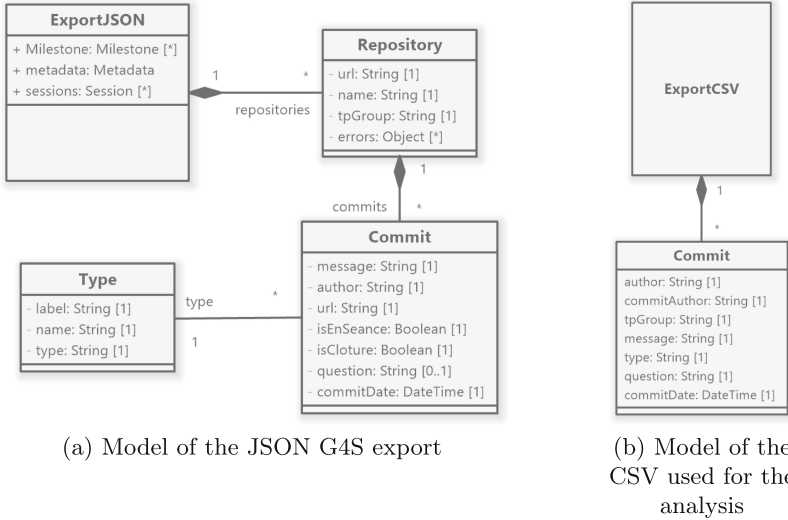 ExportJSON
+ Milestone: Milestone [*]
+ metadata: Metadata
+ sessions: Session [*]
1
*
repositories
Repository
- url: String [1]
- name: String [1]
- tpGroup: String [1]
- errors: Object [*]
1
commits
*
Commit
- message: String [1]
- author: String [1]
- url: String [1]
- isEnSeance: Boolean [1]
- isCloture: Boolean [1]
- question: String [0..1]
- commitDate: DateTime [1]
Type
- label: String [1]
- name: String [1]
- type: String [1]
type
*
1
(a) Model of the JSON G4S export
ExportCSV
1
*
Commit
author: String [1]
commitAuthor: String [1]
tpGroup: String [1]
message: String [1]
type: String [1]
question: String [1]
commitDate: DateTime [1]
(b) Model of the
CSV used for the
analysis